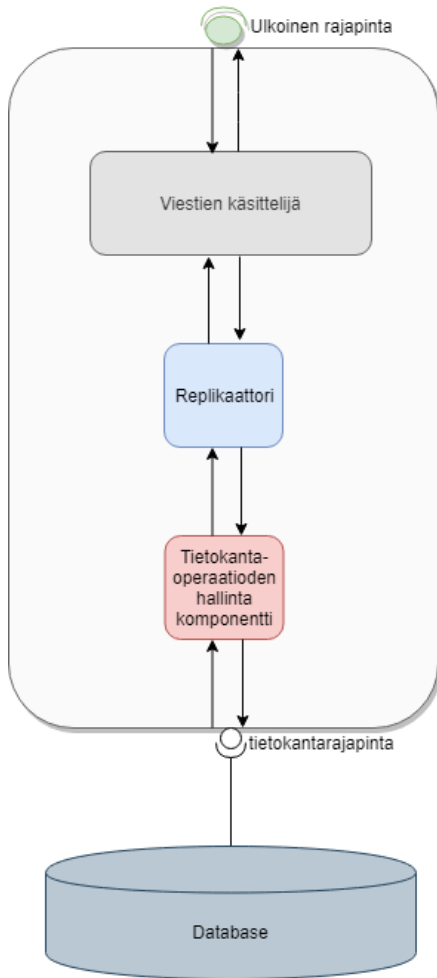 Ulkoinen rajapinta
Viestien käsittelijä
Replikaattori
Tietokanta-
operaatioden
hallinta
komponentti
tietokantarajapinta
Database